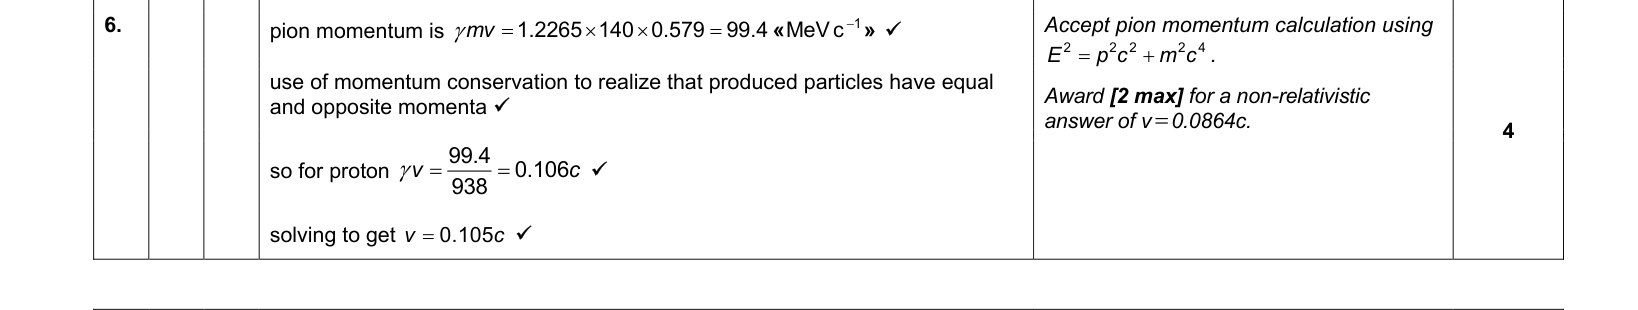 6.
pion momentum is γmv = 1.2265×140×0.579 = 99.4 «MeV c⁻¹» ✓
use of momentum conservation to realize that produced particles have equal
and opposite momenta ✓
so for proton γv = 99.4/938 = 0.106c ✓
solving to get v = 0.105c ✓
Accept pion momentum calculation using
E² = p²c² + m²c⁴ .
Award [2 max] for a non-relativistic
answer of v=0.0864c.
4